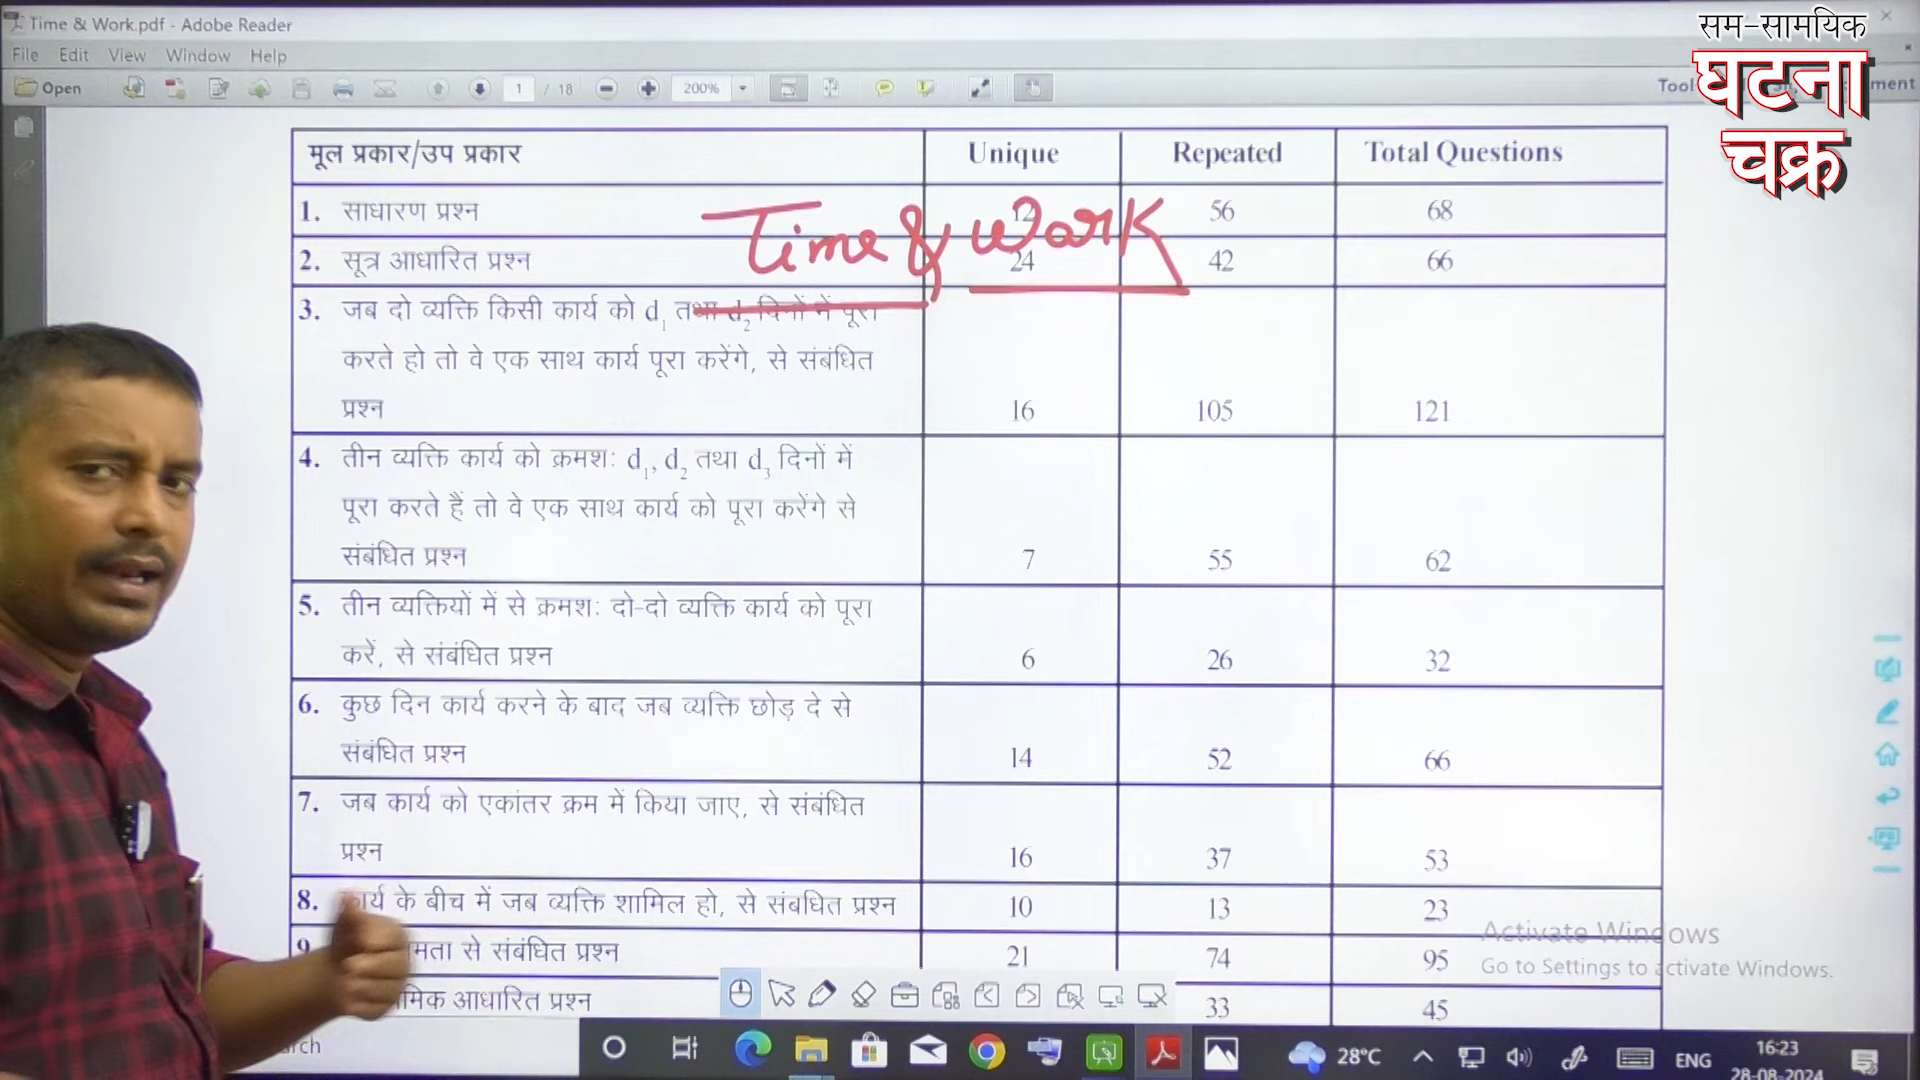 Time & Work.pdf - Adobe Reader
File Edit View Window Help
Open 1 / 18 200%
सम-सामयिक
घटना
चक्र
मूल प्रकार/उप प्रकार Unique Repeated Total Questions
Time & Work
1. साधारण प्रश्न 12 56 68
2. सूत्र आधारित प्रश्न 24 42 66
3. जब दो व्यक्ति किसी कार्य को d1 तथा d2 दिनों में पूरा
करते हो तो वे एक साथ कार्य पूरा करेंगे, से संबंधित
प्रश्न 16 105 121
4. तीन व्यक्ति कार्य को क्रमश: d1, d2 तथा d3 दिनों में
पूरा करते हैं तो वे एक साथ कार्य को पूरा करेंगे से
संबंधित प्रश्न 7 55 62
5. तीन व्यक्तियों में से क्रमश: दो-दो व्यक्ति कार्य को पूरा
करें, से संबंधित प्रश्न 6 26 32
6. कुछ दिन कार्य करने के बाद जब व्यक्ति छोड़ दे से
संबंधित प्रश्न 14 52 66
7. जब कार्य को एकांतर क्रम में किया जाए, से संबंधित
प्रश्न 16 37 53
8. कार्य के बीच में जब व्यक्ति शामिल हो, से संबधित प्रश्न 10 13 23
से संबंधित प्रश्न 21 74 95
आधारित प्रश्न 33 45
Activate Windows
Go to Settings to activate Windows.
28°C ENG 16:23
28-08-2024